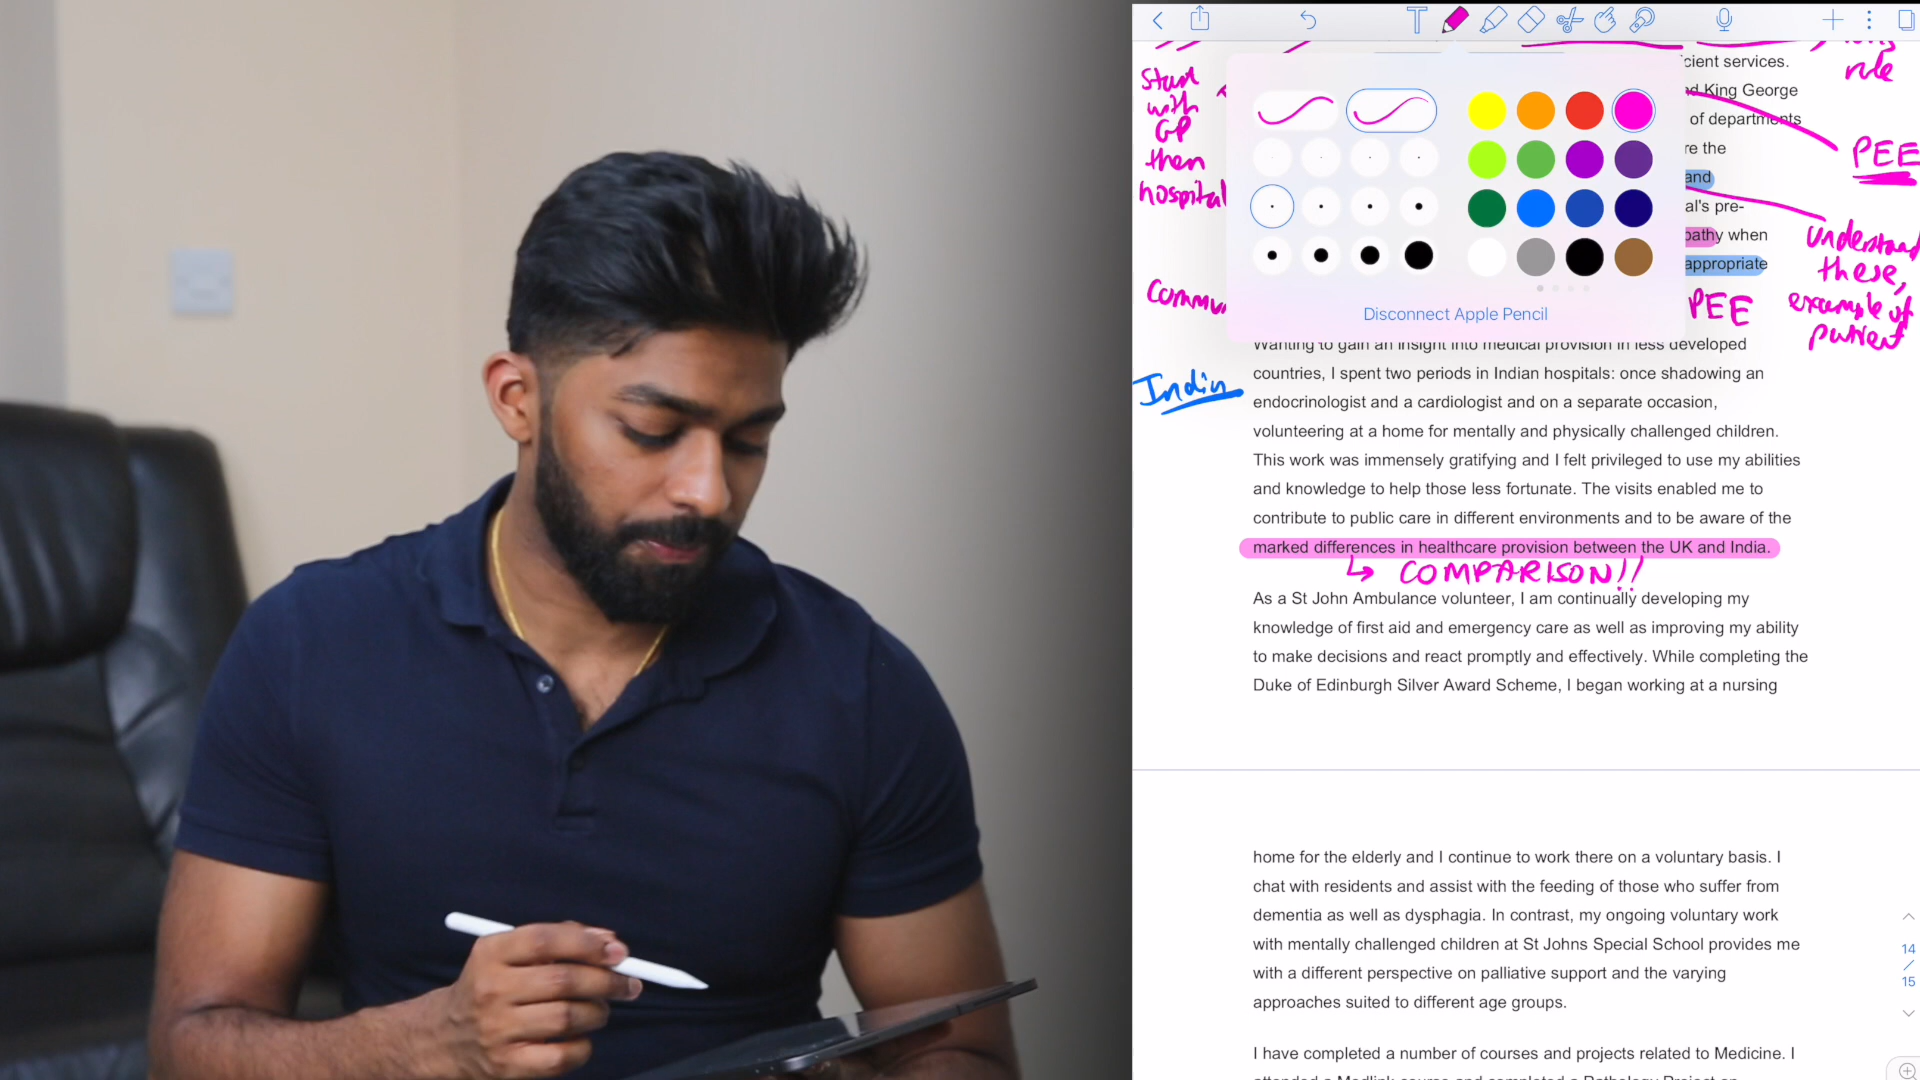 cient services.
rule
Start
with
GP
then
hospital
d King George
of departments
re the
PEE
and
al's pre-
pathy when
understand
these,
example of
patient
appropriate
Commun
PEE
Disconnect Apple Pencil
Wanting to gain an insight into medical provision in less developed
countries, I spent two periods in Indian hospitals: once shadowing an
India
endocrinologist and a cardiologist and on a separate occasion,
volunteering at a home for mentally and physically challenged children.
This work was immensely gratifying and I felt privileged to use my abilities
and knowledge to help those less fortunate. The visits enabled me to
contribute to public care in different environments and to be aware of the
marked differences in healthcare provision between the UK and India.
↳ COMPARISON!!
As a St John Ambulance volunteer, I am continually developing my
knowledge of first aid and emergency care as well as improving my ability
to make decisions and react promptly and effectively. While completing the
Duke of Edinburgh Silver Award Scheme, I began working at a nursing
home for the elderly and I continue to work there on a voluntary basis. I
chat with residents and assist with the feeding of those who suffer from
dementia as well as dysphagia. In contrast, my ongoing voluntary work
with mentally challenged children at St Johns Special School provides me
with a different perspective on palliative support and the varying
approaches suited to different age groups.
14
/
15
I have completed a number of courses and projects related to Medicine. I
attended a Medlink course and completed a Pathology Project on